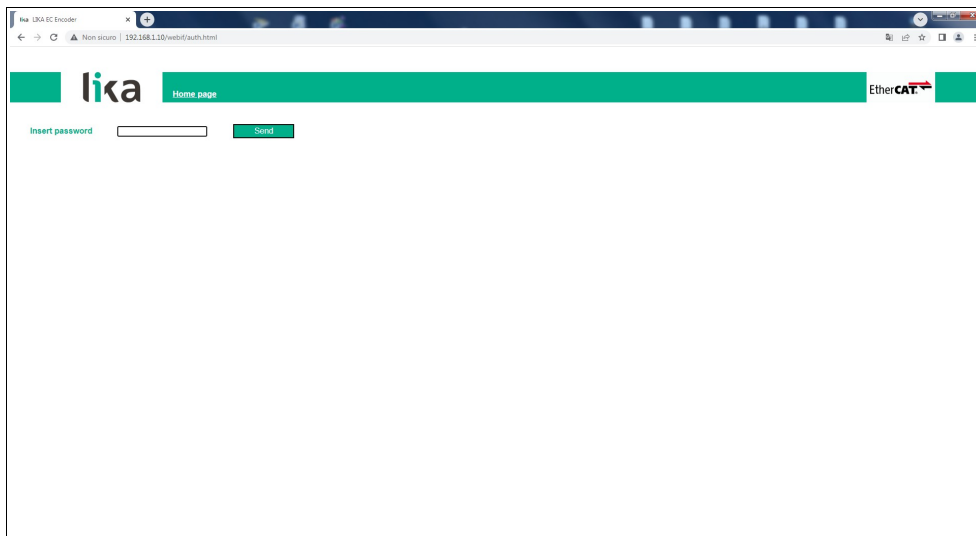 lika LIKA EC Encoder
Non sicuro | 192.168.1.10/webif/auth.html
lika
Home page
EtherCAT.
Insert password
Send